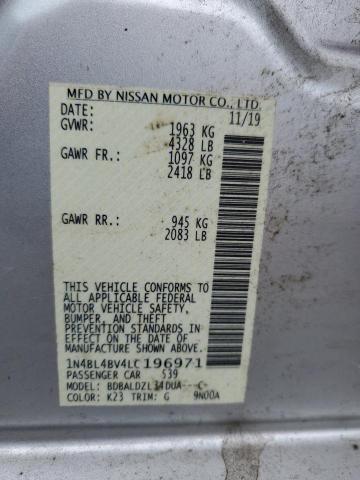 MFD BY NISSAN MOTOR CO., LTD.
DATE: 11/19
GVWR: 1963 KG
4328 LB
GAWR FR: 1097 KG
2418 LB
GAWR RR: 945 KG
2083 LB
THIS VEHICLE CONFORMS TO
ALL APPLICABLE FEDERAL
MOTOR VEHICLE SAFETY,
BUMPER, AND THEFT
PREVENTION STANDARDS IN
EFFECT ON THE DATE OF
MANUFACTURE SHOWN ABOVE.
1N4BL4BV4LC196971
PASSENGER CAR 539
MODEL: BDBALDZL34DUA---C-
COLOR: K23 TRIM: G 9N00A